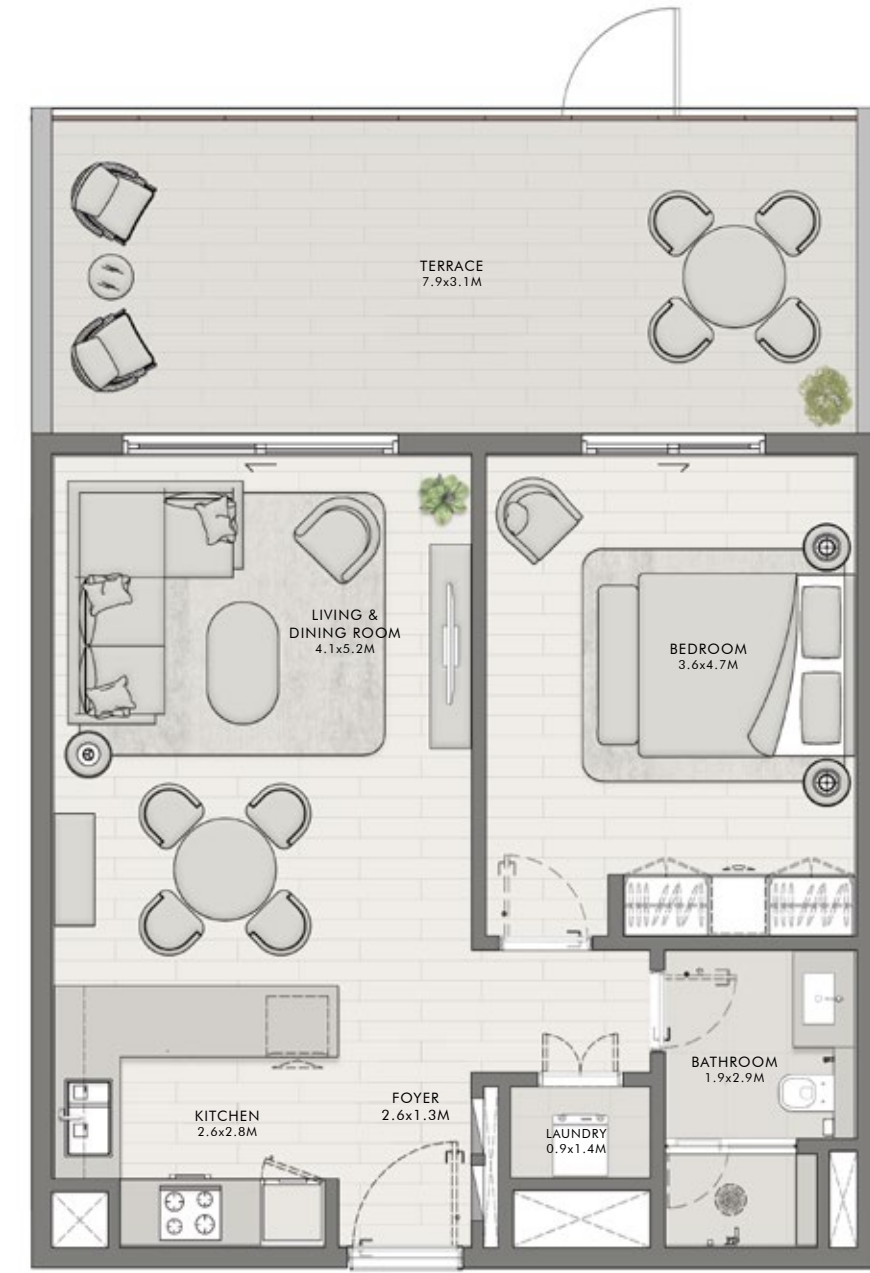 TERRACE
7.9x3.1M
LIVING &
DINING ROOM
4.1x5.2M
BEDROOM
3.6x4.7M
BATHROOM
1.9x2.9M
FOYER
2.6x1.3M
KITCHEN
2.6x2.8M
LAUNDRY
0.9x1.4M